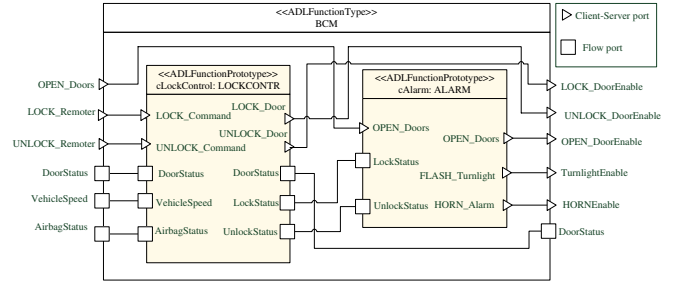 <<ADLFunctionType>>
BCM
Client-Server port
Flow port
OPEN_Doors
LOCK_Remoter
UNLOCK_Remoter
DoorStatus
VehicleSpeed
AirbagStatus
<<ADLFunctionPrototype>>
cLockControl: LOCKCONTR
LOCK_Door
LOCK_Command
UNLOCK_Door
UNLOCK_Command
DoorStatus
DoorStatus
VehicleSpeed
LockStatus
AirbagStatus
UnlockStatus
<<ADLFunctionPrototype>>
cAlarm: ALARM
OPEN_Doors
OPEN_Doors
LockStatus
FLASH_Turnlight
UnlockStatus
HORN_Alarm
LOCK_DoorEnable
UNLOCK_DoorEnable
OPEN_DoorEnable
TurnlightEnable
HORNEnable
DoorStatus